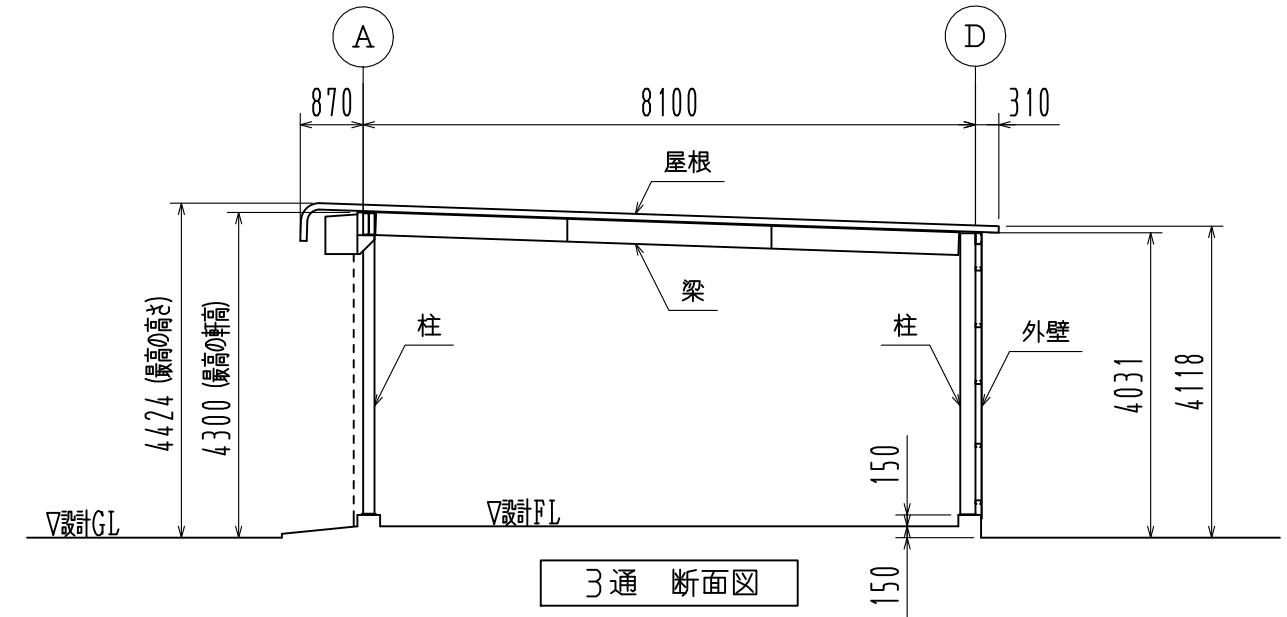 A
D
870
8100
310
屋根
梁
柱
柱
外壁
4424 (最高の高さ)
4300 (最高の軒高)
4031
4118
150
▽設計GL
▽設計FL
150
3通 断面図